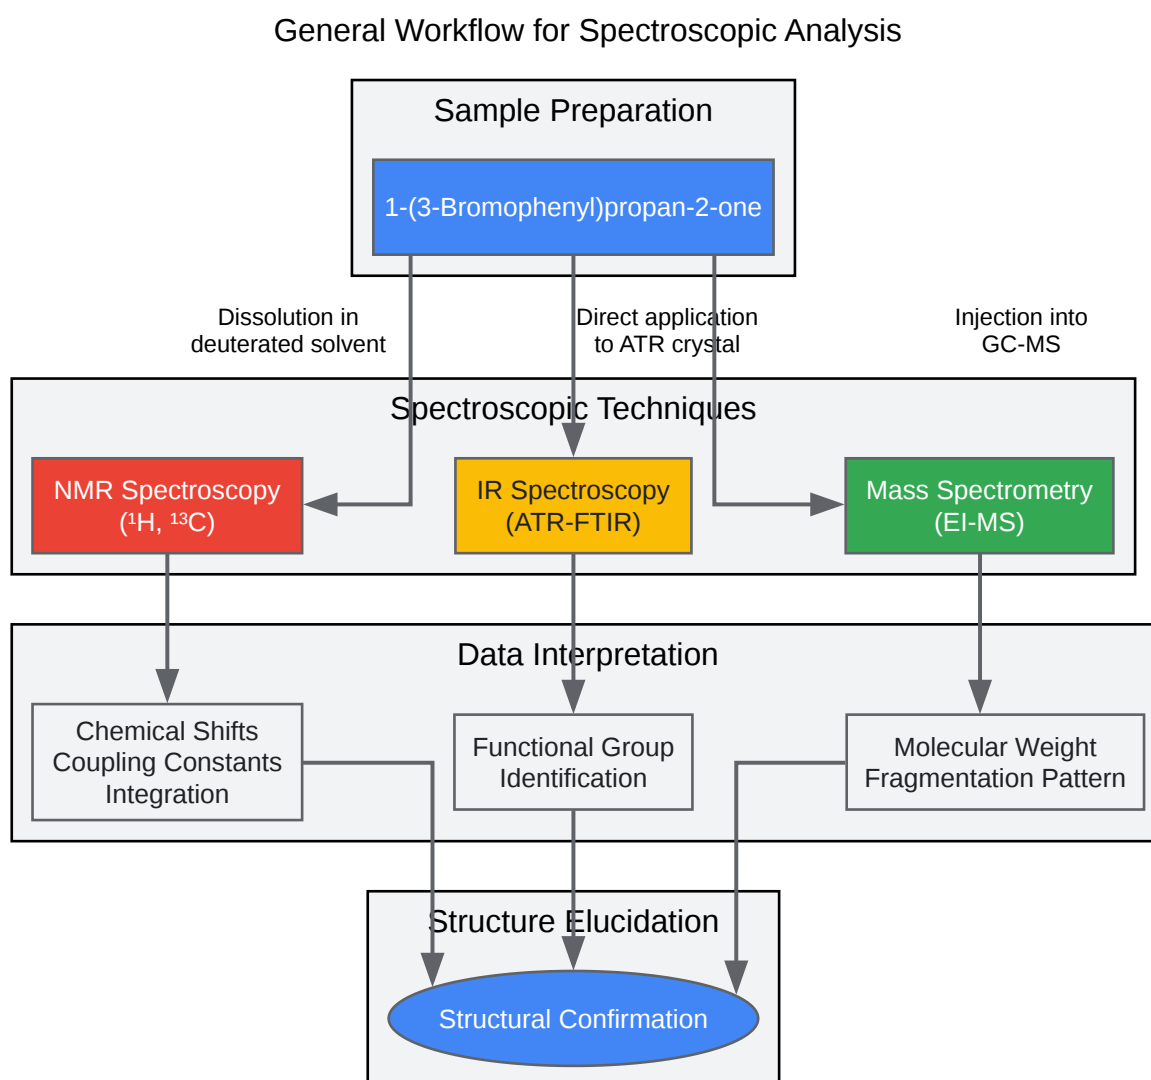 General Workflow for Spectroscopic Analysis
Sample Preparation
1-(3-Bromophenyl)propan-2-one
Dissolution in
deuterated solvent
Direct application
to ATR crystal
Injection into
GC-MS
Spectroscopic Techniques
NMR Spectroscopy
(¹H, ¹³C)
IR Spectroscopy
(ATR-FTIR)
Mass Spectrometry
(EI-MS)
Data Interpretation
Chemical Shifts
Coupling Constants
Integration
Functional Group
Identification
Molecular Weight
Fragmentation Pattern
Structure Elucidation
Structural Confirmation